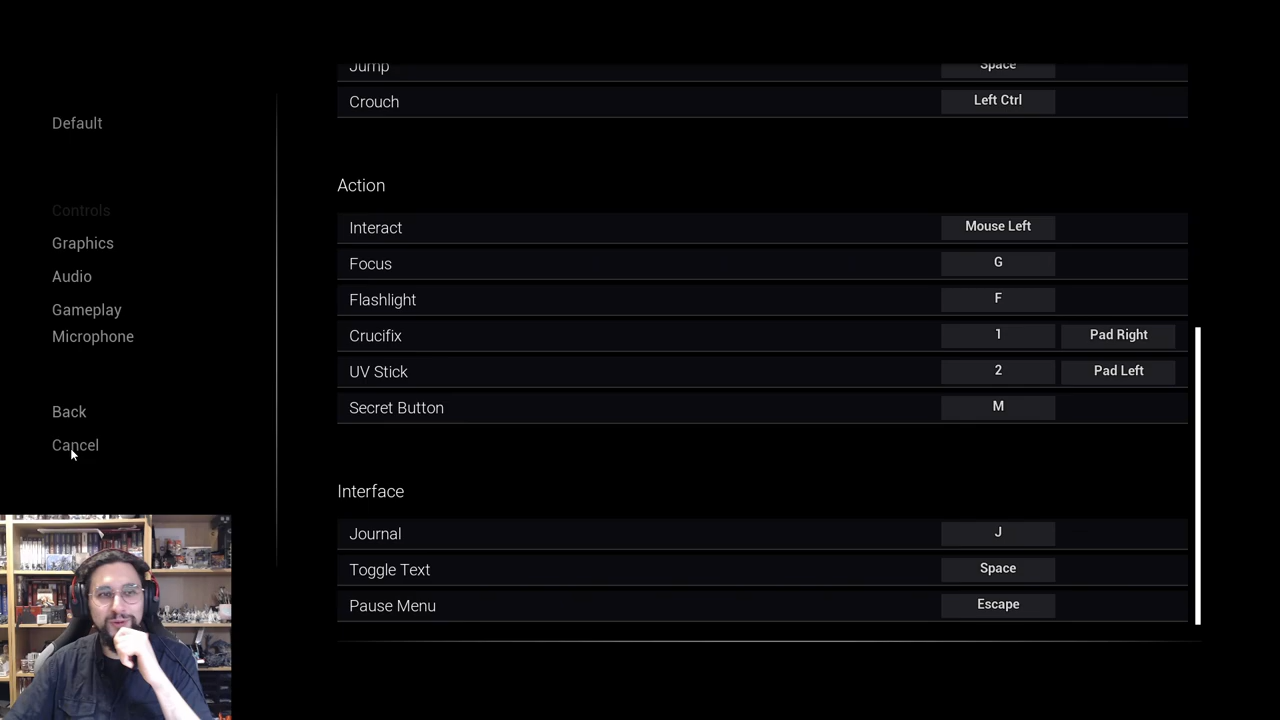 Jump Space
Crouch Left Ctrl
Default
Action
Controls
Interact Mouse Left
Graphics
Focus G
Audio
Flashlight F
Gameplay
Crucifix 1 Pad Right
Microphone
UV Stick 2 Pad Left
Back
Secret Button M
Cancel
Interface
Journal J
Toggle Text Space
Pause Menu Escape